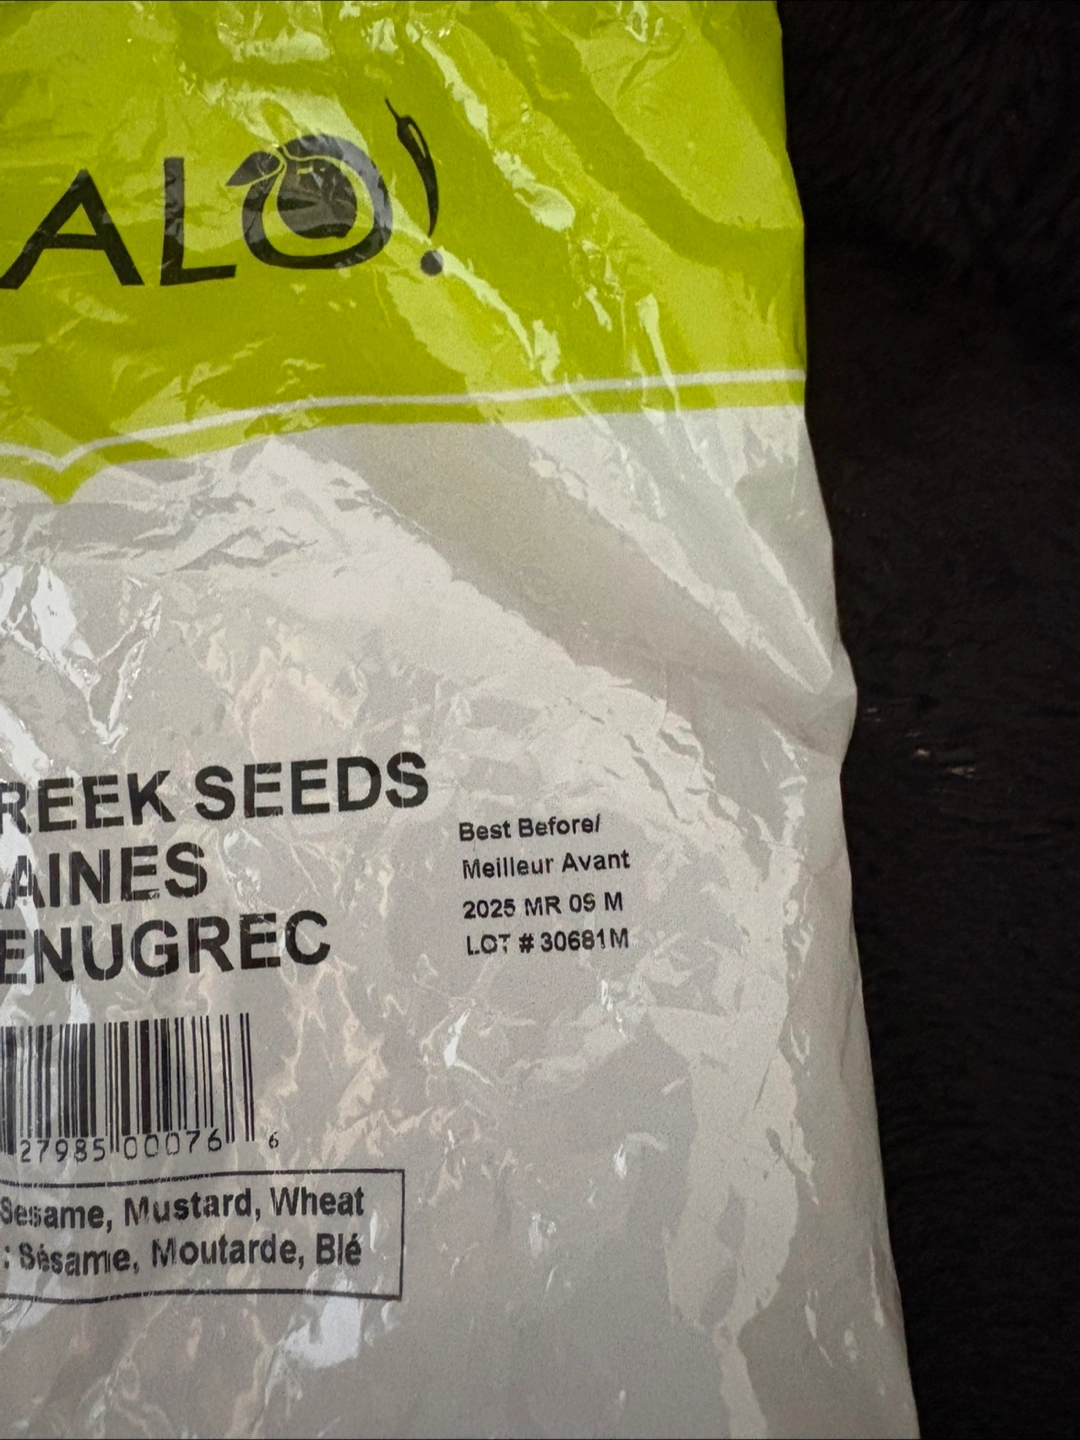 ALO!
REEK SEEDS
AINES
ENUGREC
Best Before/
Meilleur Avant
2025 MR 09 M
LOT # 30681M
27985 00076 6
Sesame, Mustard, Wheat
: Sésame, Moutarde, Blé